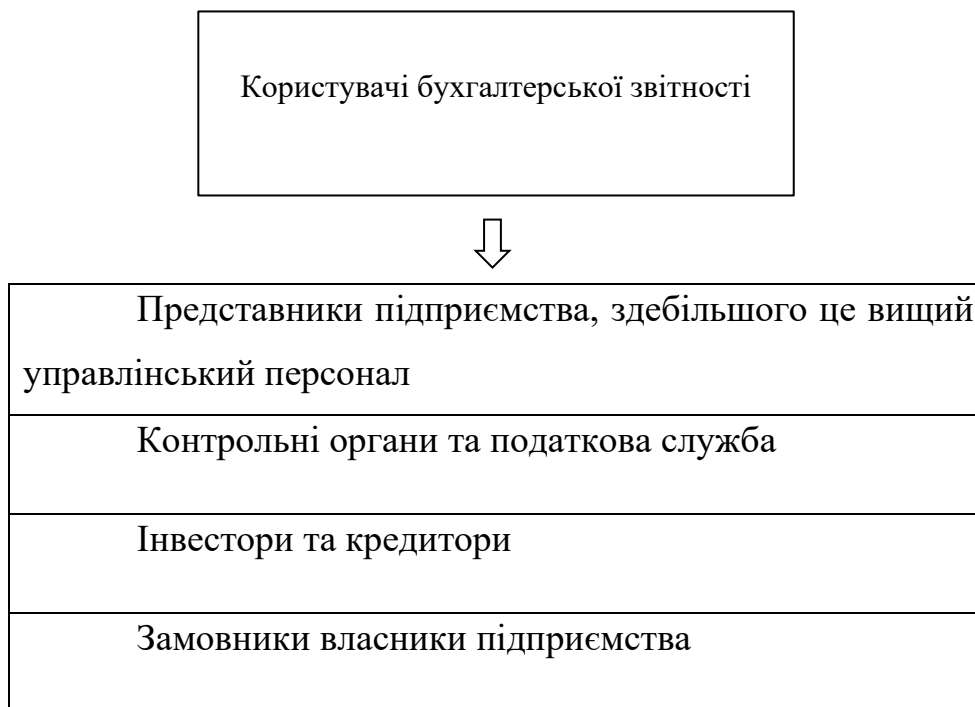 Користувачі бухгалтерської звітності
Представники підприємства, здебільшого це вищий
управлінський персонал
Контрольні органи та податкова служба
Інвестори та кредитори
Замовники власники підприємства